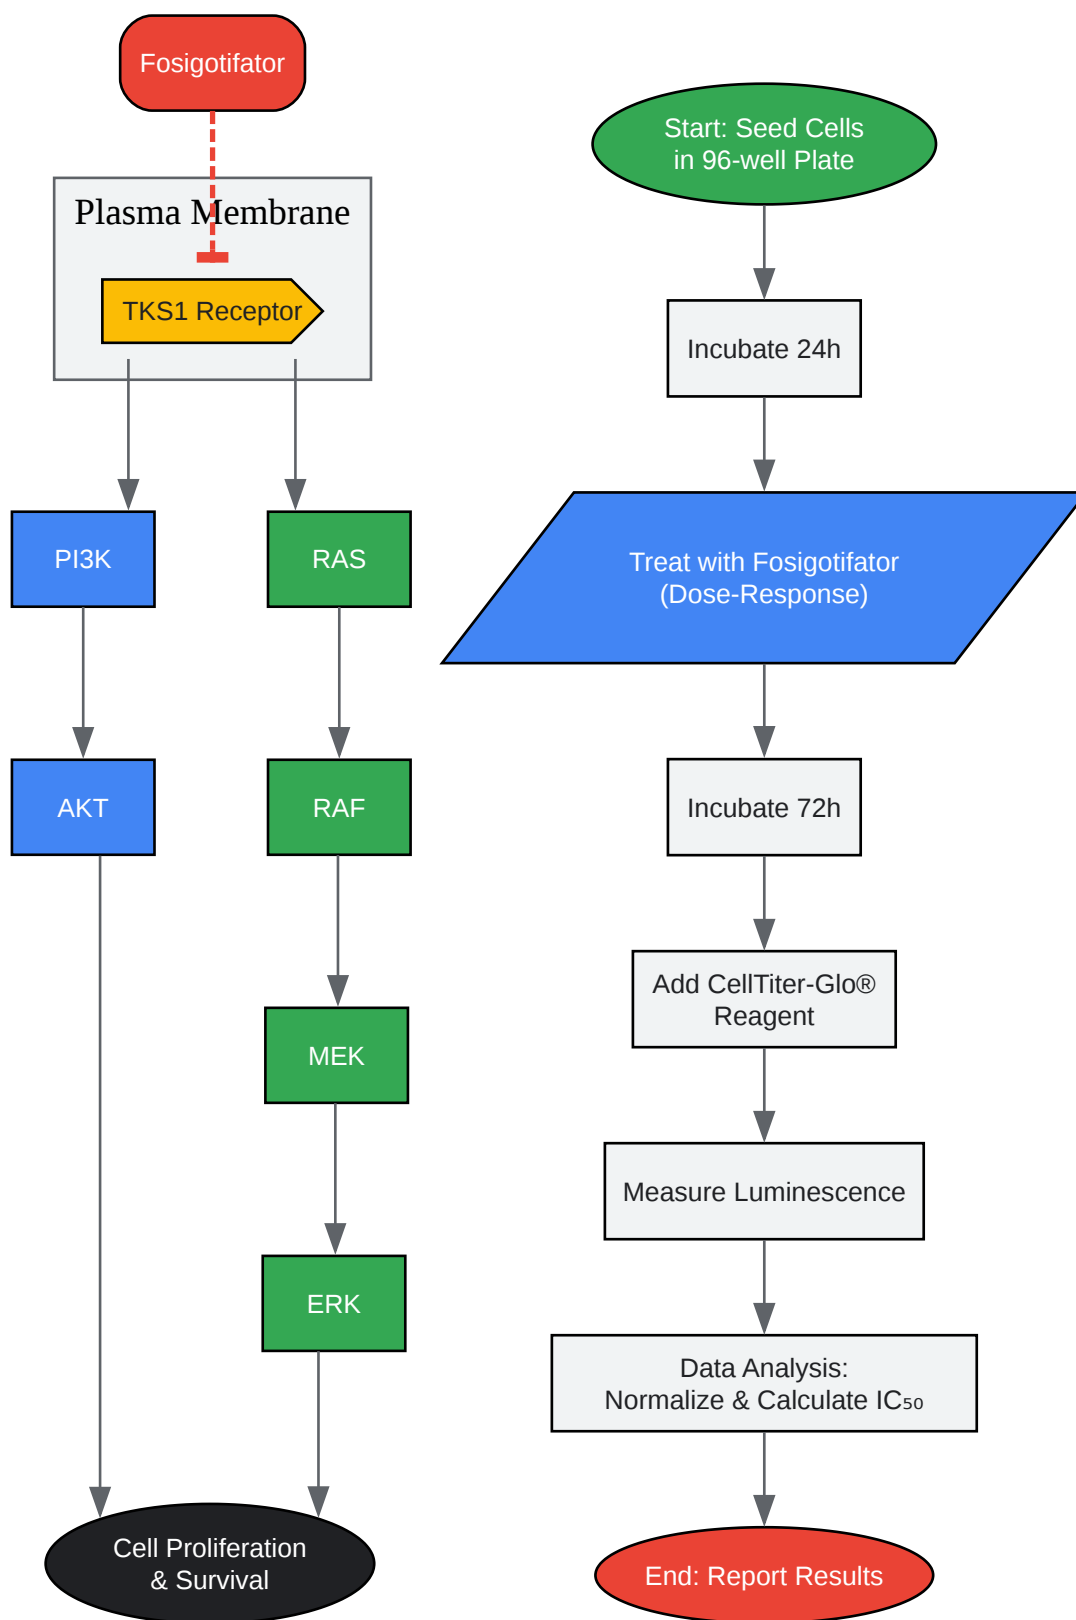 Fosigotifator
Plasma Membrane
TKS1 Receptor
PI3K
RAS
AKT
RAF
MEK
ERK
Cell Proliferation
& Survival
Start: Seed Cells
in 96-well Plate
Incubate 24h
Treat with Fosigotifator
(Dose-Response)
Incubate 72h
Add CellTiter-Glo®
Reagent
Measure Luminescence
Data Analysis:
Normalize & Calculate IC₅₀
End: Report Results